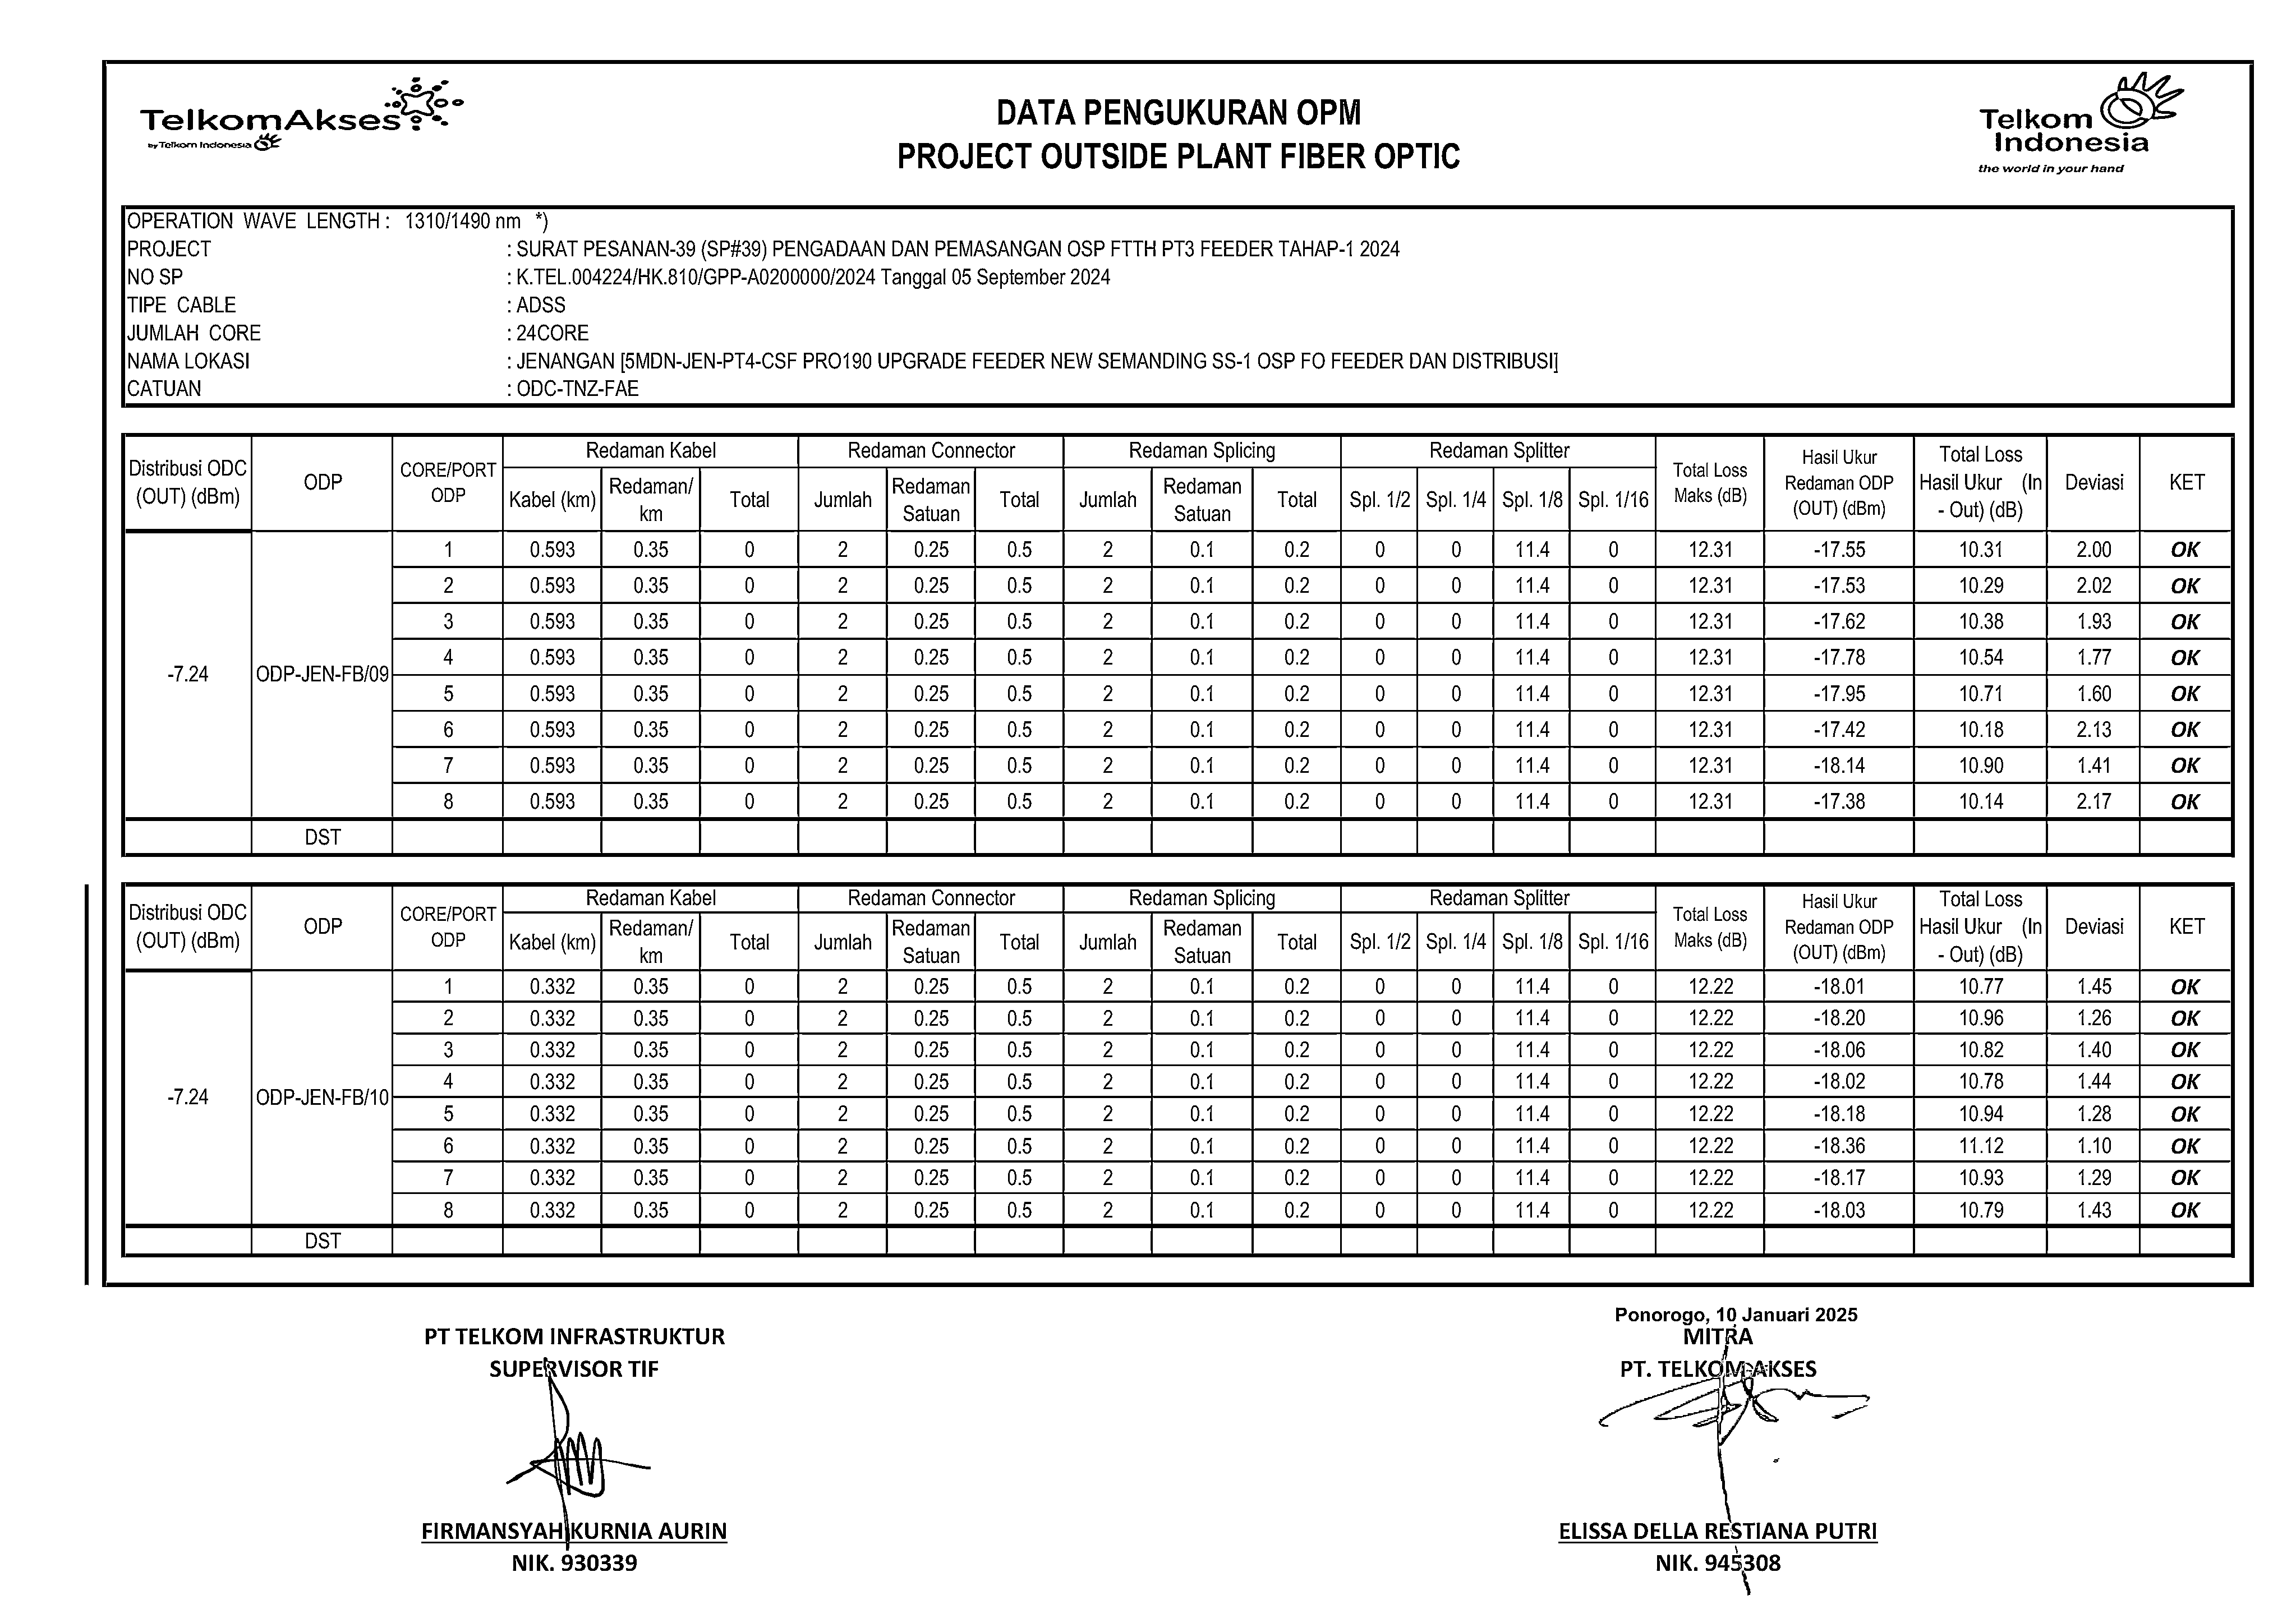 TelkomAkses
by Telkom Indonesia
DATA PENGUKURAN OPM
PROJECT OUTSIDE PLANT FIBER OPTIC
Telkom
Indonesia
the world in your hand
OPERATION WAVE LENGTH : 1310/1490 nm *)
PROJECT : SURAT PESANAN-39 (SP#39) PENGADAAN DAN PEMASANGAN OSP FTTH PT3 FEEDER TAHAP-1 2024
NO SP : K.TEL.004224/HK.810/GPP-A0200000/2024 Tanggal 05 September 2024
TIPE CABLE : ADSS
JUMLAH CORE : 24CORE
NAMA LOKASI : JENANGAN [5MDN-JEN-PT4-CSF PRO190 UPGRADE FEEDER NEW SEMANDING SS-1 OSP FO FEEDER DAN DISTRIBUSI]
CATUAN : ODC-TNZ-FAE
Distribusi ODC (OUT) (dBm) ODP CORE/PORT ODP Redaman Kabel Redaman Connector Redaman Splicing Redaman Splitter Total Loss Maks (dB) Hasil Ukur Redaman ODP (OUT) (dBm) Total Loss Hasil Ukur (In - Out) (dB) Deviasi KET
Kabel (km) Redaman/ km Total Jumlah Redaman Satuan Total Jumlah Redaman Satuan Total Spl. 1/2 Spl. 1/4 Spl. 1/8 Spl. 1/16
-7.24 ODP-JEN-FB/09
1 0.593 0.35 0 2 0.25 0.5 2 0.1 0.2 0 0 11.4 0 12.31 -17.55 10.31 2.00 OK
2 0.593 0.35 0 2 0.25 0.5 2 0.1 0.2 0 0 11.4 0 12.31 -17.53 10.29 2.02 OK
3 0.593 0.35 0 2 0.25 0.5 2 0.1 0.2 0 0 11.4 0 12.31 -17.62 10.38 1.93 OK
4 0.593 0.35 0 2 0.25 0.5 2 0.1 0.2 0 0 11.4 0 12.31 -17.78 10.54 1.77 OK
5 0.593 0.35 0 2 0.25 0.5 2 0.1 0.2 0 0 11.4 0 12.31 -17.95 10.71 1.60 OK
6 0.593 0.35 0 2 0.25 0.5 2 0.1 0.2 0 0 11.4 0 12.31 -17.42 10.18 2.13 OK
7 0.593 0.35 0 2 0.25 0.5 2 0.1 0.2 0 0 11.4 0 12.31 -18.14 10.90 1.41 OK
8 0.593 0.35 0 2 0.25 0.5 2 0.1 0.2 0 0 11.4 0 12.31 -17.38 10.14 2.17 OK
DST
Distribusi ODC (OUT) (dBm) ODP CORE/PORT ODP Redaman Kabel Redaman Connector Redaman Splicing Redaman Splitter Total Loss Maks (dB) Hasil Ukur Redaman ODP (OUT) (dBm) Total Loss Hasil Ukur (In - Out) (dB) Deviasi KET
Kabel (km) Redaman/ km Total Jumlah Redaman Satuan Total Jumlah Redaman Satuan Total Spl. 1/2 Spl. 1/4 Spl. 1/8 Spl. 1/16
-7.24 ODP-JEN-FB/10
1 0.332 0.35 0 2 0.25 0.5 2 0.1 0.2 0 0 11.4 0 12.22 -18.01 10.77 1.45 OK
2 0.332 0.35 0 2 0.25 0.5 2 0.1 0.2 0 0 11.4 0 12.22 -18.20 10.96 1.26 OK
3 0.332 0.35 0 2 0.25 0.5 2 0.1 0.2 0 0 11.4 0 12.22 -18.06 10.82 1.40 OK
4 0.332 0.35 0 2 0.25 0.5 2 0.1 0.2 0 0 11.4 0 12.22 -18.02 10.78 1.44 OK
5 0.332 0.35 0 2 0.25 0.5 2 0.1 0.2 0 0 11.4 0 12.22 -18.18 10.94 1.28 OK
6 0.332 0.35 0 2 0.25 0.5 2 0.1 0.2 0 0 11.4 0 12.22 -18.36 11.12 1.10 OK
7 0.332 0.35 0 2 0.25 0.5 2 0.1 0.2 0 0 11.4 0 12.22 -18.17 10.93 1.29 OK
8 0.332 0.35 0 2 0.25 0.5 2 0.1 0.2 0 0 11.4 0 12.22 -18.03 10.79 1.43 OK
DST
Ponorogo, 10 Januari 2025
PT TELKOM INFRASTRUKTUR MITRA
SUPERVISOR TIF PT. TELKOM AKSES
FIRMANSYAH KURNIA AURIN ELISSA DELLA RESTIANA PUTRI
NIK. 930339 NIK. 945308